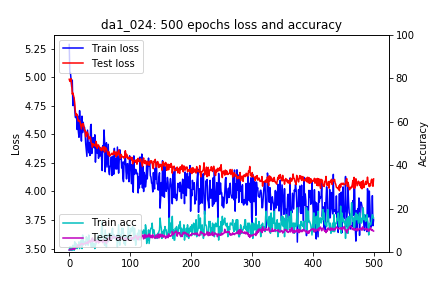 da1_024: 500 epochs loss and accuracy
Train loss
Test loss
Train acc
Test acc
Loss
5.25
5.00
4.75
4.50
4.25
4.00
3.75
3.50
0
100
200
300
400
500
100
80
60
40
20
0
Accuracy